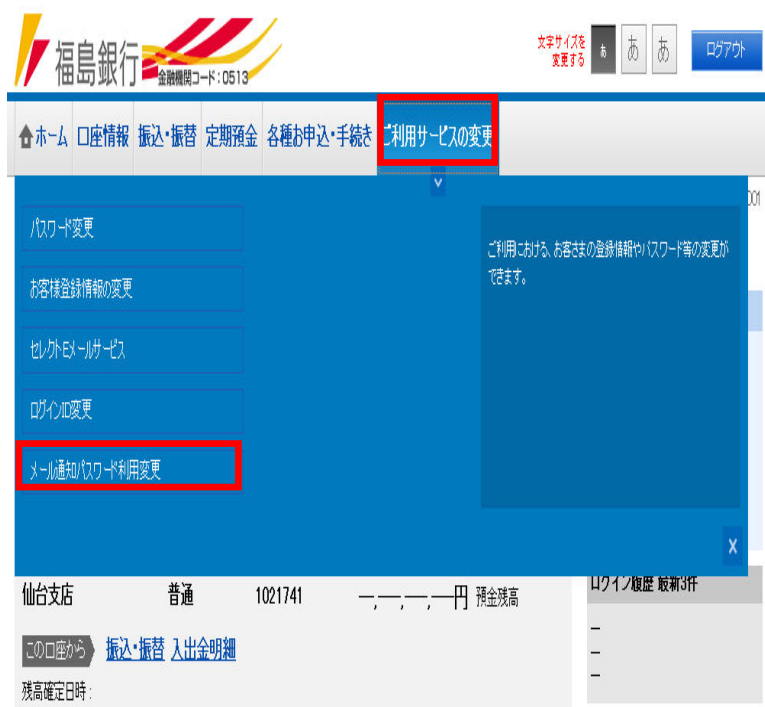 福島銀行
金融機関コード:0513
文字サイズを
変更する
あ あ あ
ログアウト
ホーム 口座情報 振込・振替 定期預金 各種お申込・手続き ご利用サービスの変更
001
パスワード変更
ご利用における、お客さまの登録情報やパスワード等の変更が
できます。
お客様登録情報の変更
セレクトEメールサービス
ログインID変更
メール通知パスワード利用変更
x
仙台支店 普通 1021741 ―,―,―,―円 預金残高
ログイン履歴 最新3件
この口座から 振込・振替 入出金明細
残高確定日時:
―
―
―